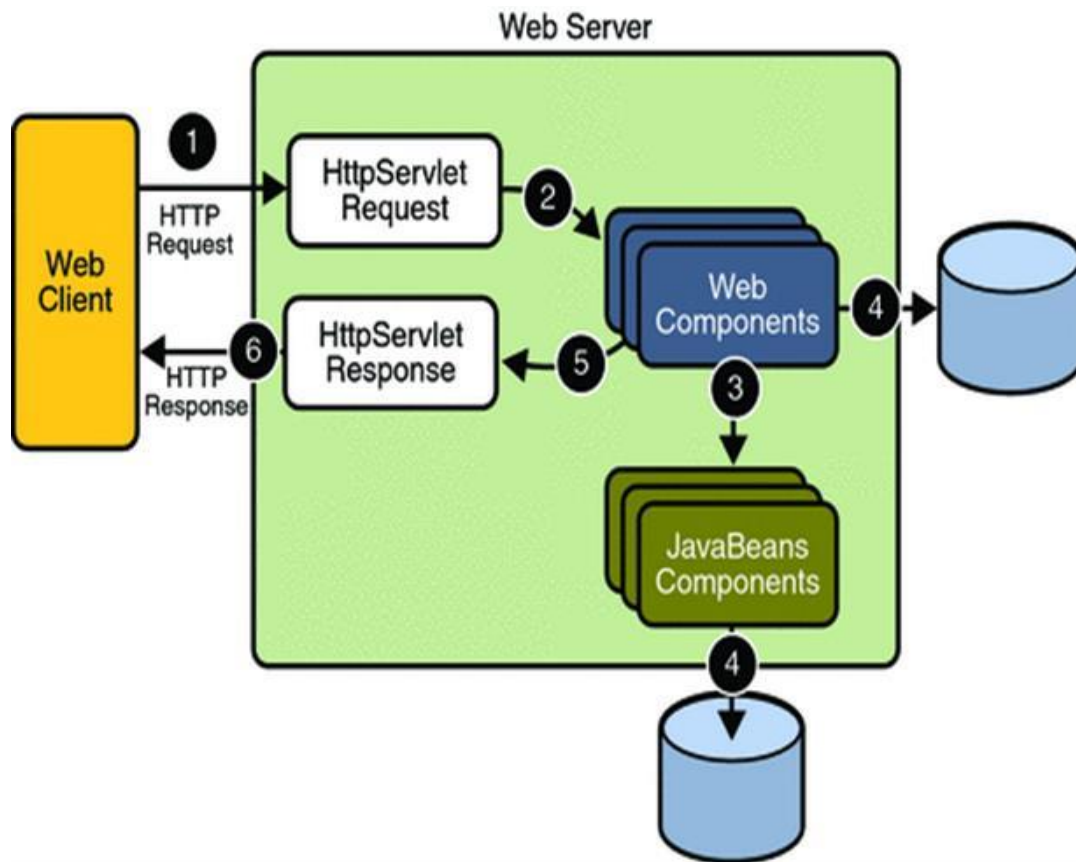 Web Server
1
HTTP
Request
HttpServlet
Request
2
Web
Client
Web
Components
4
6
HTTP
Response
HttpServlet
Response
5
3
JavaBeans
Components
4